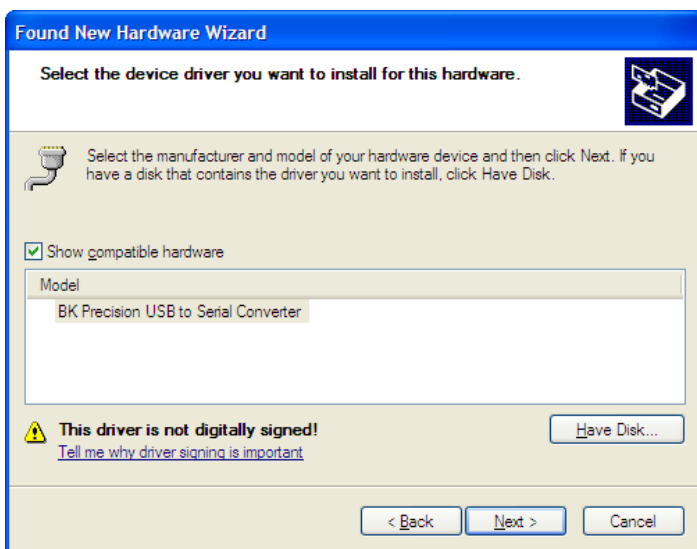 Found New Hardware Wizard
Select the device driver you want to install for this hardware.
Select the manufacturer and model of your hardware device and then click Next. If you
have a disk that contains the driver you want to install, click Have Disk.
Show compatible hardware
Model
BK Precision USB to Serial Converter
This driver is not digitally signed!
Have Disk...
Tell me why driver signing is important
< Back
Next >
Cancel